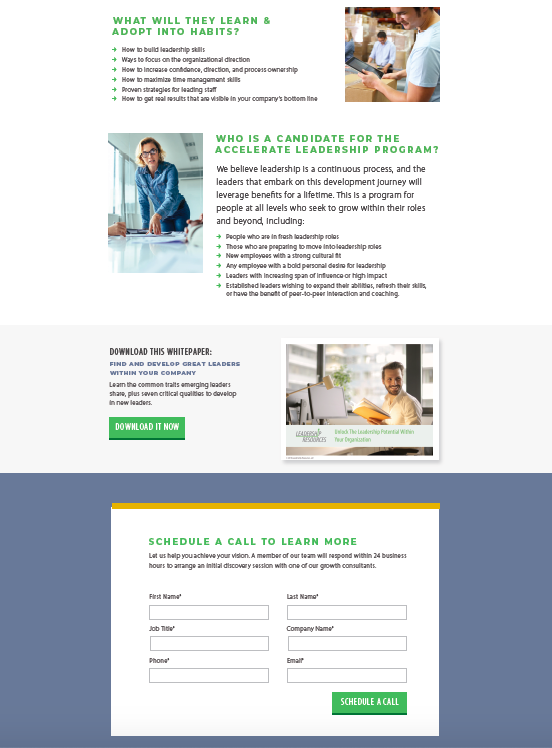 WHAT WILL THEY LEARN &
ADOPT INTO HABITS?
How to build leadership skills
Ways to focus on the organizational direction
How to increase confidence, direction, and process ownership
How to maximize time management skills
Proven strategies for leading staff
How to get real results that are visible in your company's bottom line
WHO IS A CANDIDATE FOR THE
ACCELERATE LEADERSHIP PROGRAM?
We believe leadership is a continuous process, and the
leaders that embark on this development journey will
leverage benefits for a lifetime. This is a program for
people at all levels who seek to grow within their roles
and beyond, including:
People who are in fresh leadership roles
Those who are preparing to move into leadership roles
New employees with a strong cultural fit
Any employee with a bold personal desire for leadership
Leaders with increasing span of influence or high impact
Established leaders wishing to expand their abilities, refresh their skills,
or have the benefit of peer-to-peer interaction and coaching.
DOWNLOAD THIS WHITEPAPER:
FIND AND DEVELOP GREAT LEADERS
WITHIN YOUR COMPANY
Learn the common traits emerging leaders
share, plus seven critical qualities to develop
in new leaders.
DOWNLOAD IT NOW
LEADERSHIP
RESOURCES
Unlock The Leadership Potential Within
Your Organization
SCHEDULE A CALL TO LEARN MORE
Let us help you achieve your vision. A member of our team will respond within 24 business
hours to arrange an initial discovery session with one of our growth consultants.
First Name*
Last Name*
Job Title*
Company Name*
Phone*
Email*
SCHEDULE A CALL